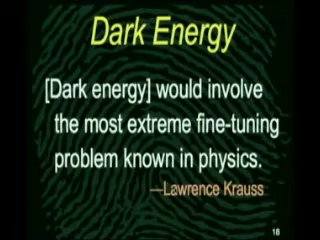 Dark Energy
[Dark energy] would involve
the most extreme fine-tuning
problem known in physics.
—Lawrence Krauss
18